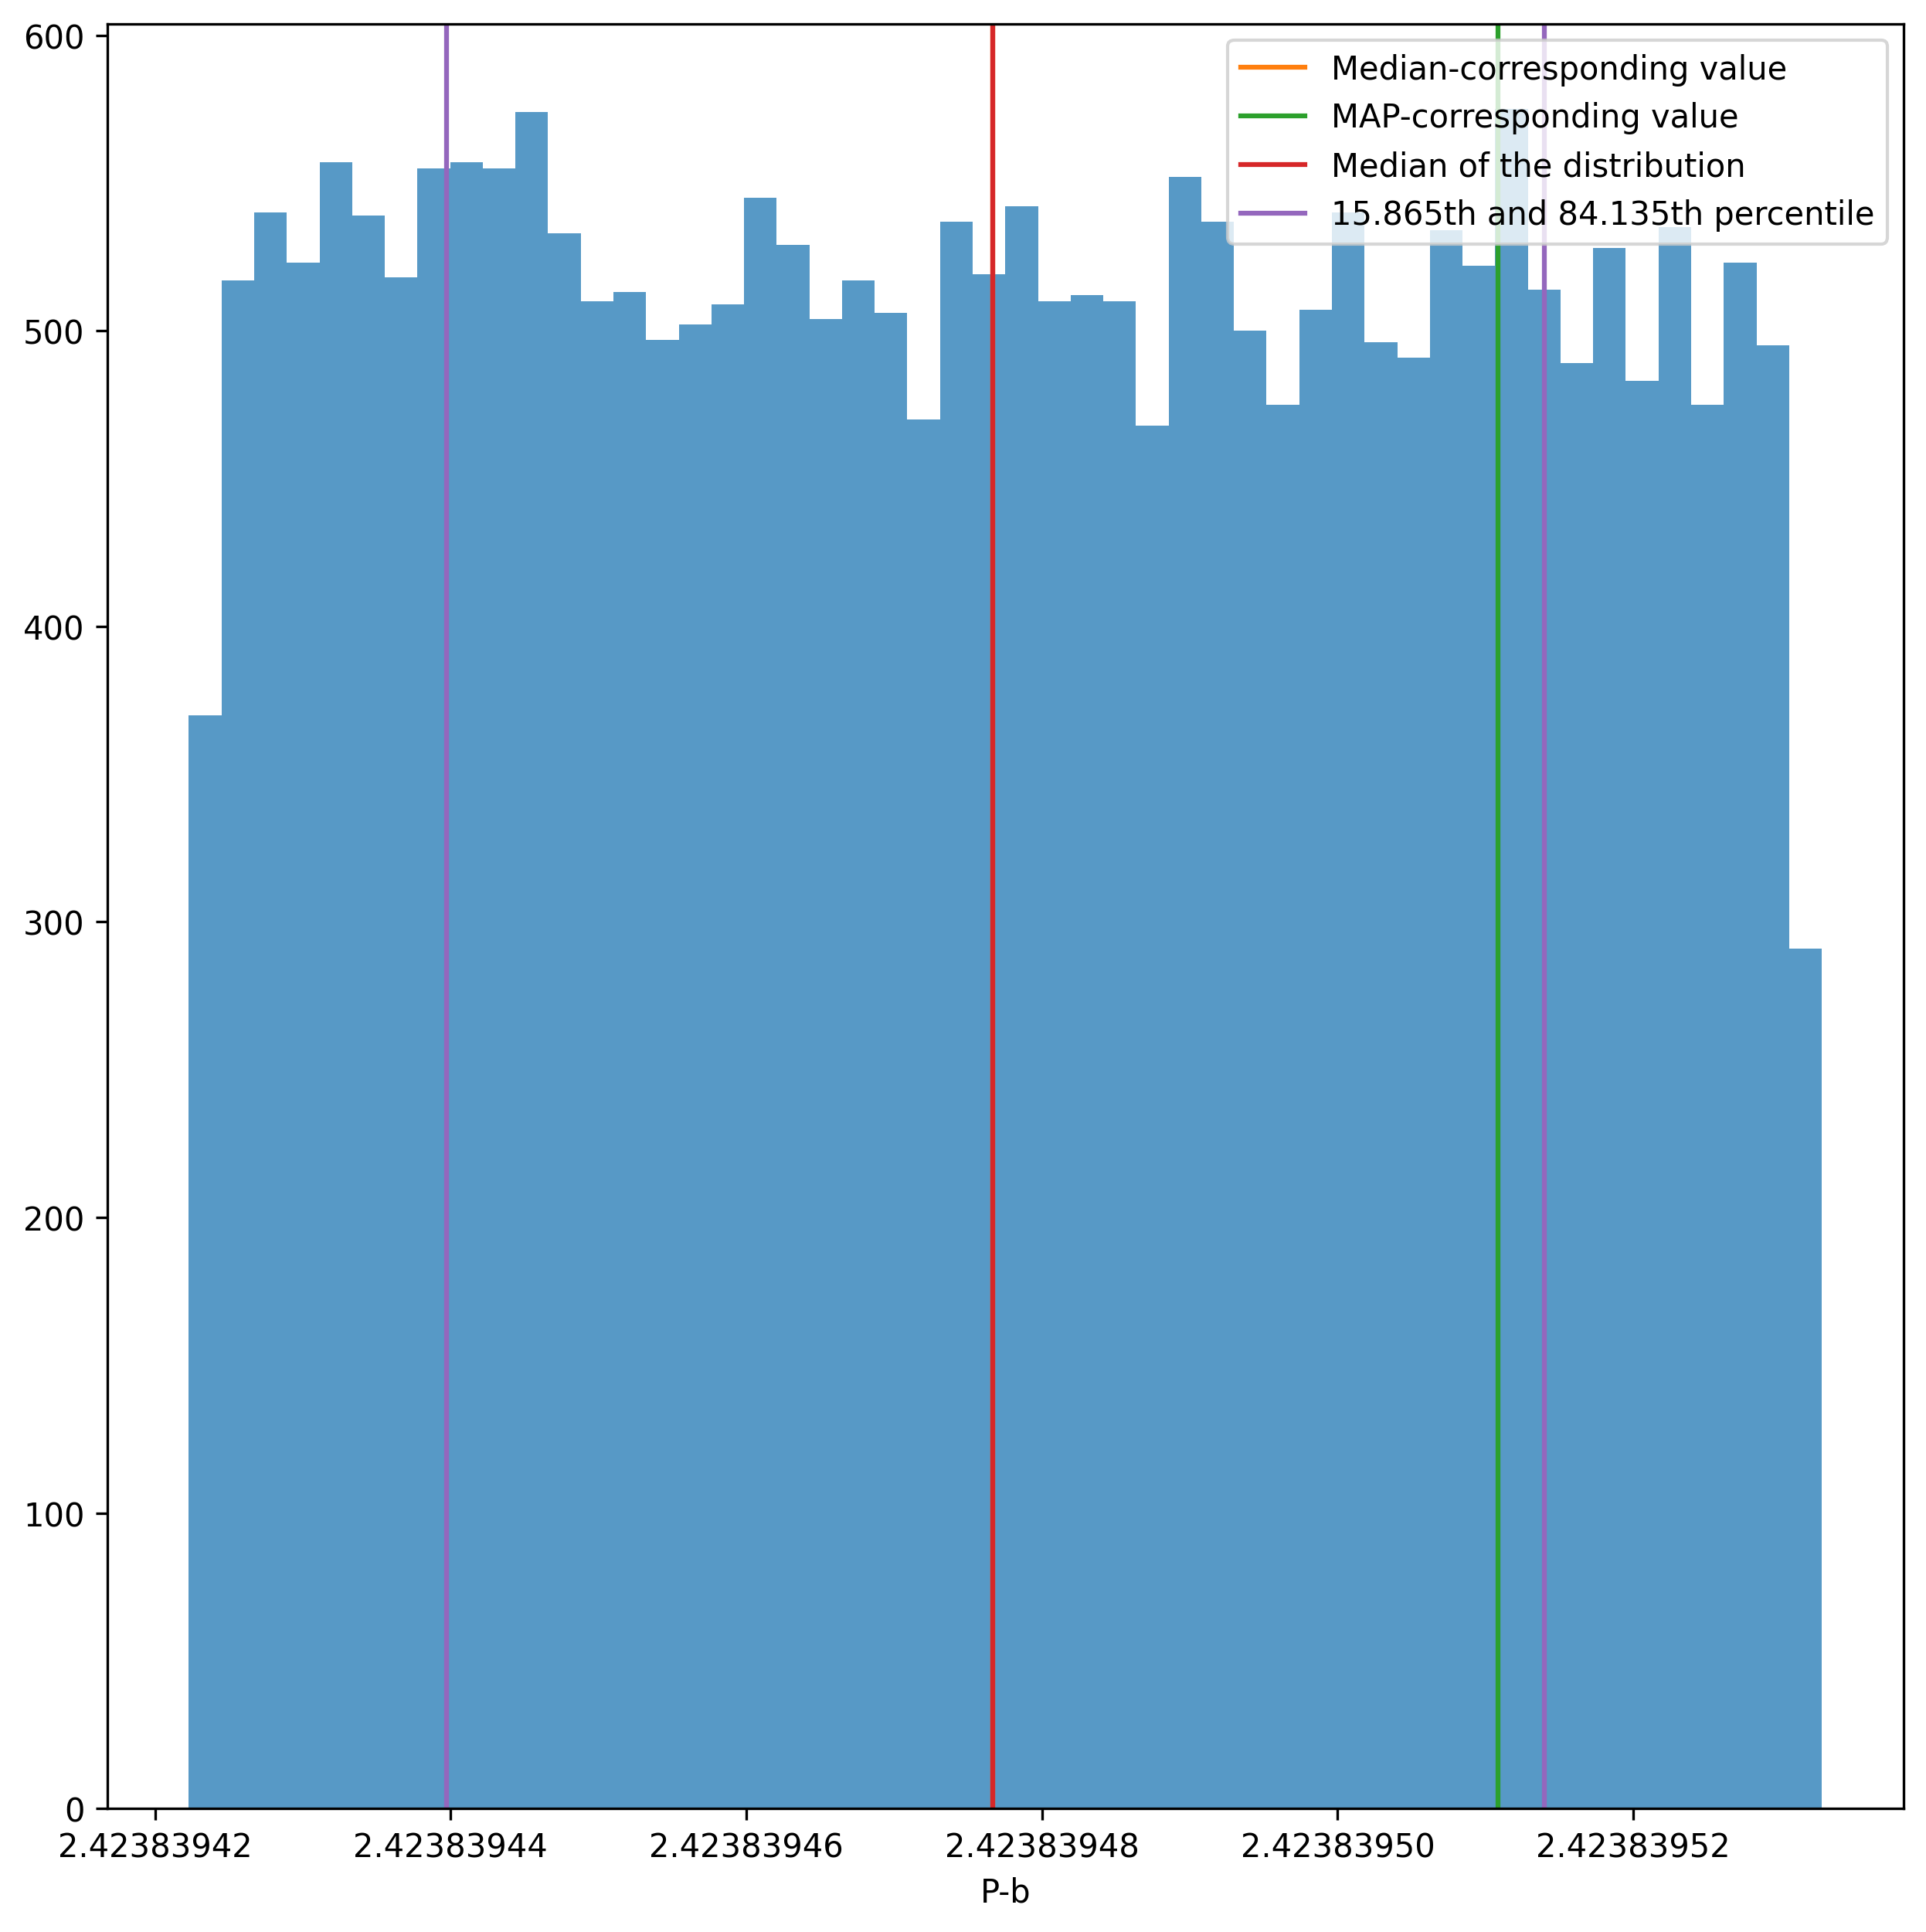 600
500
400
300
200
100
0
Median-corresponding value
MAP-corresponding value
Median of the distribution
15.865th and 84.135th percentile
2.42383942 2.42383944 2.42383946 2.42383948 2.42383950 2.42383952
P-b